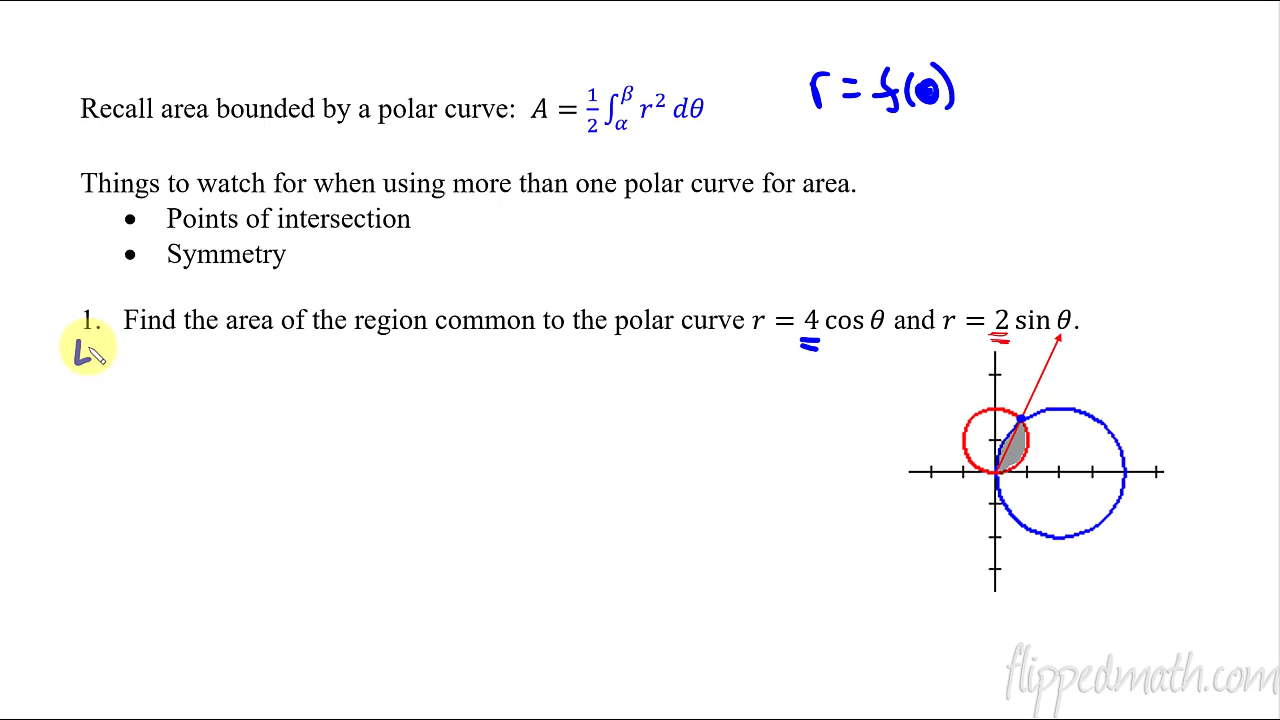 Recall area bounded by a polar curve: A = 1/2 ∫_α^β r² dθ r = f(θ)
Things to watch for when using more than one polar curve for area.
• Points of intersection
• Symmetry
1. Find the area of the region common to the polar curve r = 4 cos θ and r = 2 sin θ.
flippedmath.com